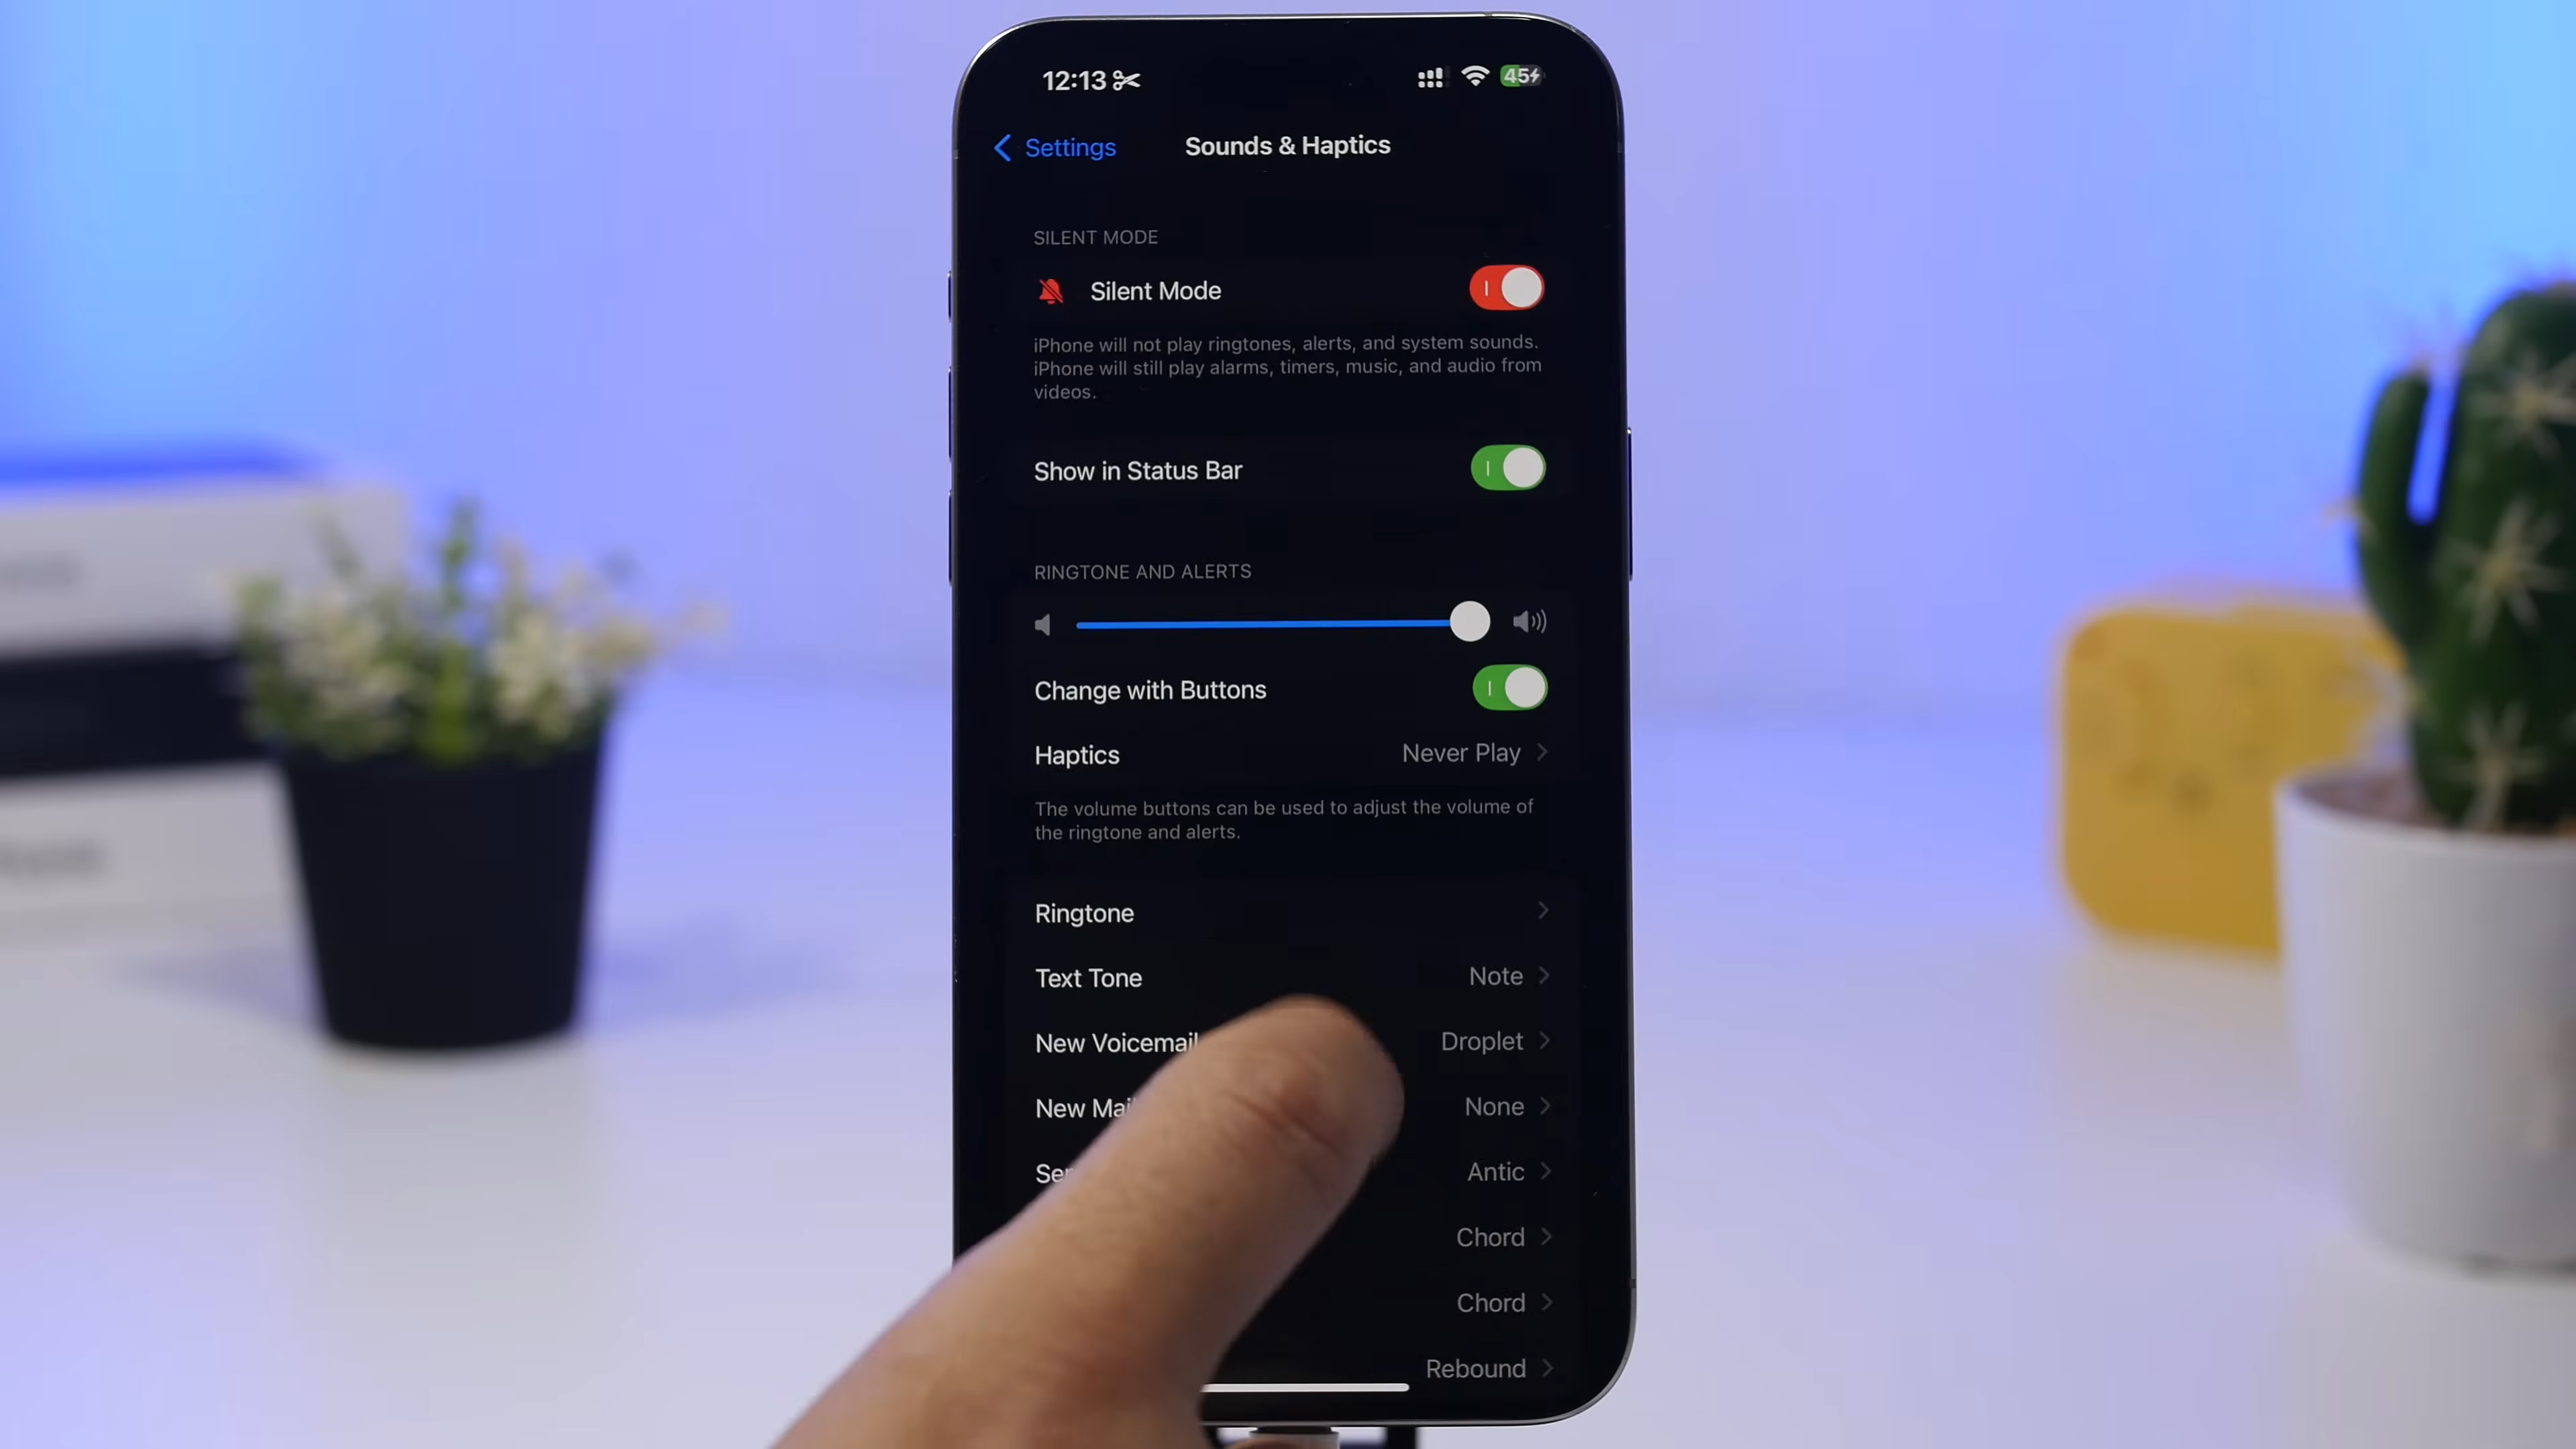 12:13
45
Settings
Sounds & Haptics
SILENT MODE
Silent Mode
iPhone will not play ringtones, alerts, and system sounds.
iPhone will still play alarms, timers, music, and audio from
videos.
Show in Status Bar
RINGTONE AND ALERTS
Change with Buttons
Haptics Never Play
The volume buttons can be used to adjust the volume of
the ringtone and alerts.
Ringtone
Text Tone Note
New Voicemail Droplet
New Mail None
Antic
Chord
Chord
Rebound